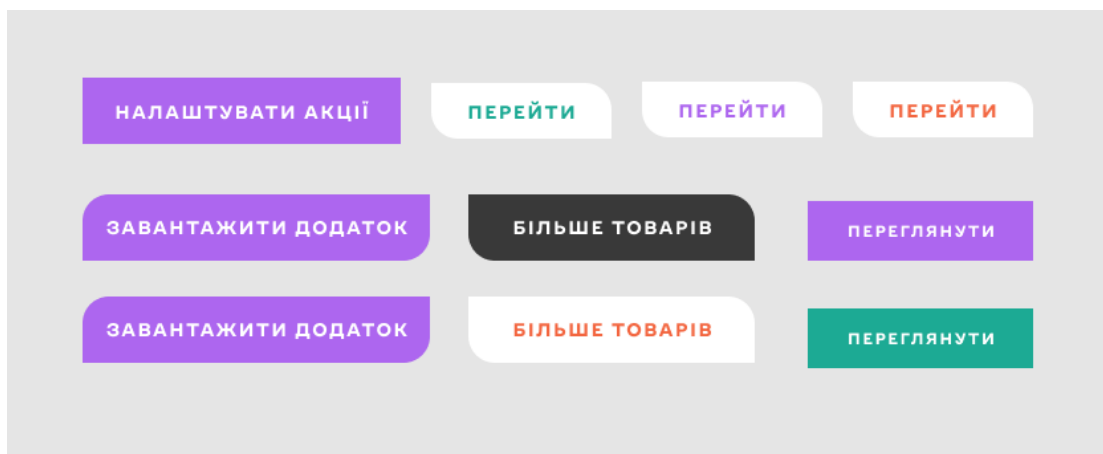 НАЛАШТУВАТИ АКЦІЇ
ПЕРЕЙТИ
ПЕРЕЙТИ
ПЕРЕЙТИ
ЗАВАНТАЖИТИ ДОДАТОК
БІЛЬШЕ ТОВАРІВ
ПЕРЕГЛЯНУТИ
ЗАВАНТАЖИТИ ДОДАТОК
БІЛЬШЕ ТОВАРІВ
ПЕРЕГЛЯНУТИ